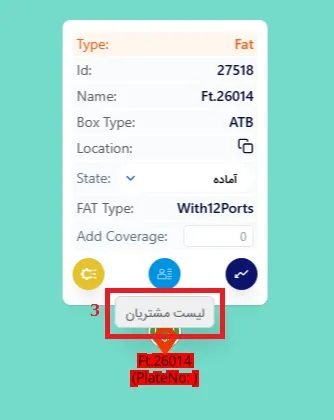 Type: Fat
Id: 27518
Name: Ft.26014
Box Type: ATB
Location:
State: آماده
FAT Type: With12Ports
Add Coverage: 0
3 لیست مشتریان
Ft.26014
(PlateNo: )